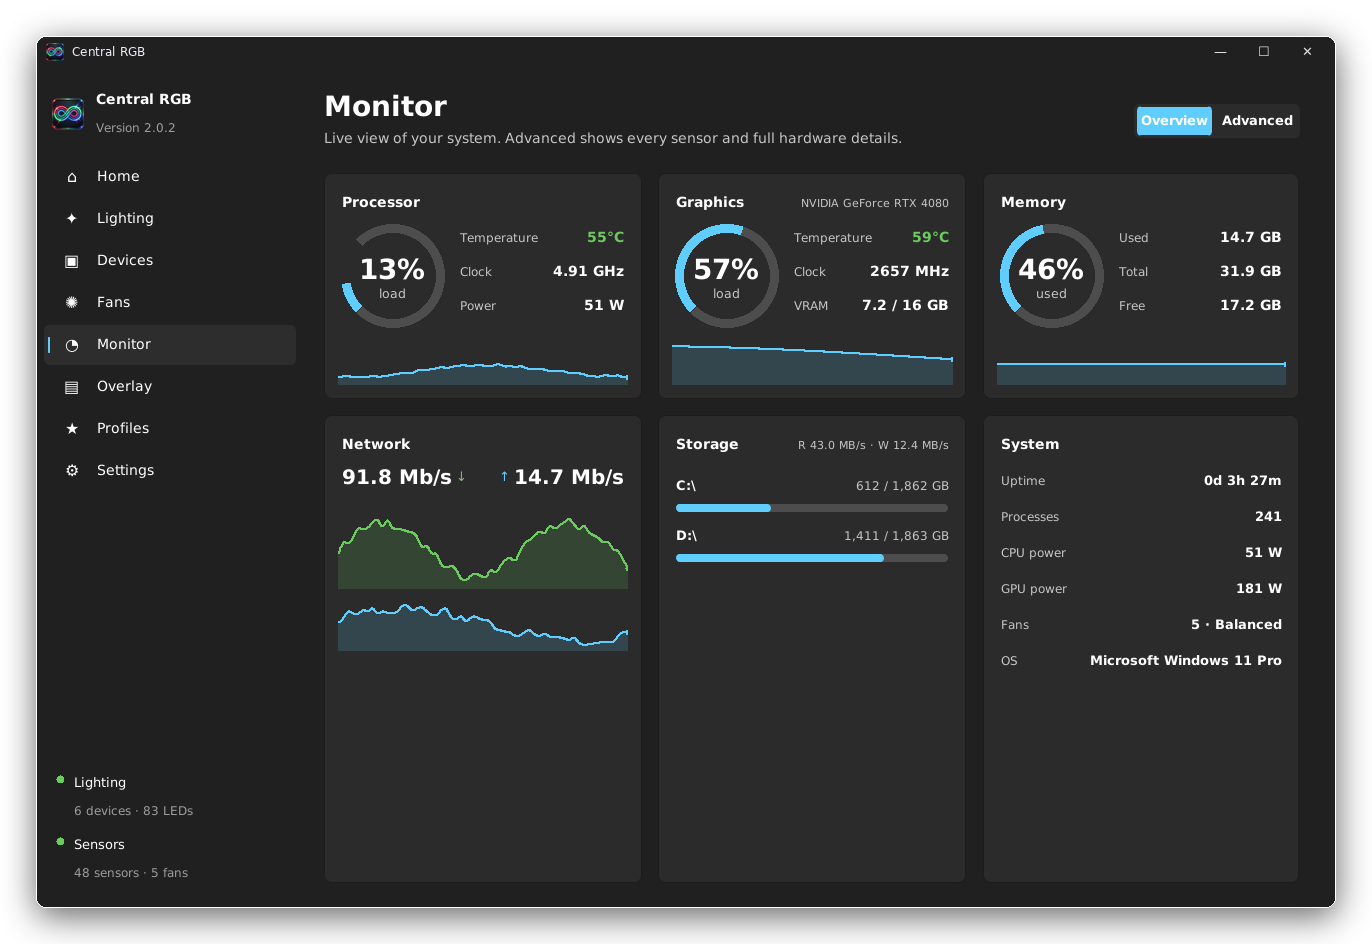 Central RGB
Central RGB
Version 2.0.2
Home
Lighting
Devices
Fans
Monitor
Overlay
Profiles
Settings
Lighting
6 devices · 83 LEDs
Sensors
48 sensors · 5 fans
Monitor
Live view of your system. Advanced shows every sensor and full hardware details.
Overview Advanced
Processor
13%
load
Temperature 55°C
Clock 4.91 GHz
Power 51 W
Graphics NVIDIA GeForce RTX 4080
57%
load
Temperature 59°C
Clock 2657 MHz
VRAM 7.2 / 16 GB
Memory
46%
used
Used 14.7 GB
Total 31.9 GB
Free 17.2 GB
Network
91.8 Mb/s ↓ ↑ 14.7 Mb/s
Storage R 43.0 MB/s · W 12.4 MB/s
C:\ 612 / 1,862 GB
D:\ 1,411 / 1,863 GB
System
Uptime 0d 3h 27m
Processes 241
CPU power 51 W
GPU power 181 W
Fans 5 · Balanced
OS Microsoft Windows 11 Pro